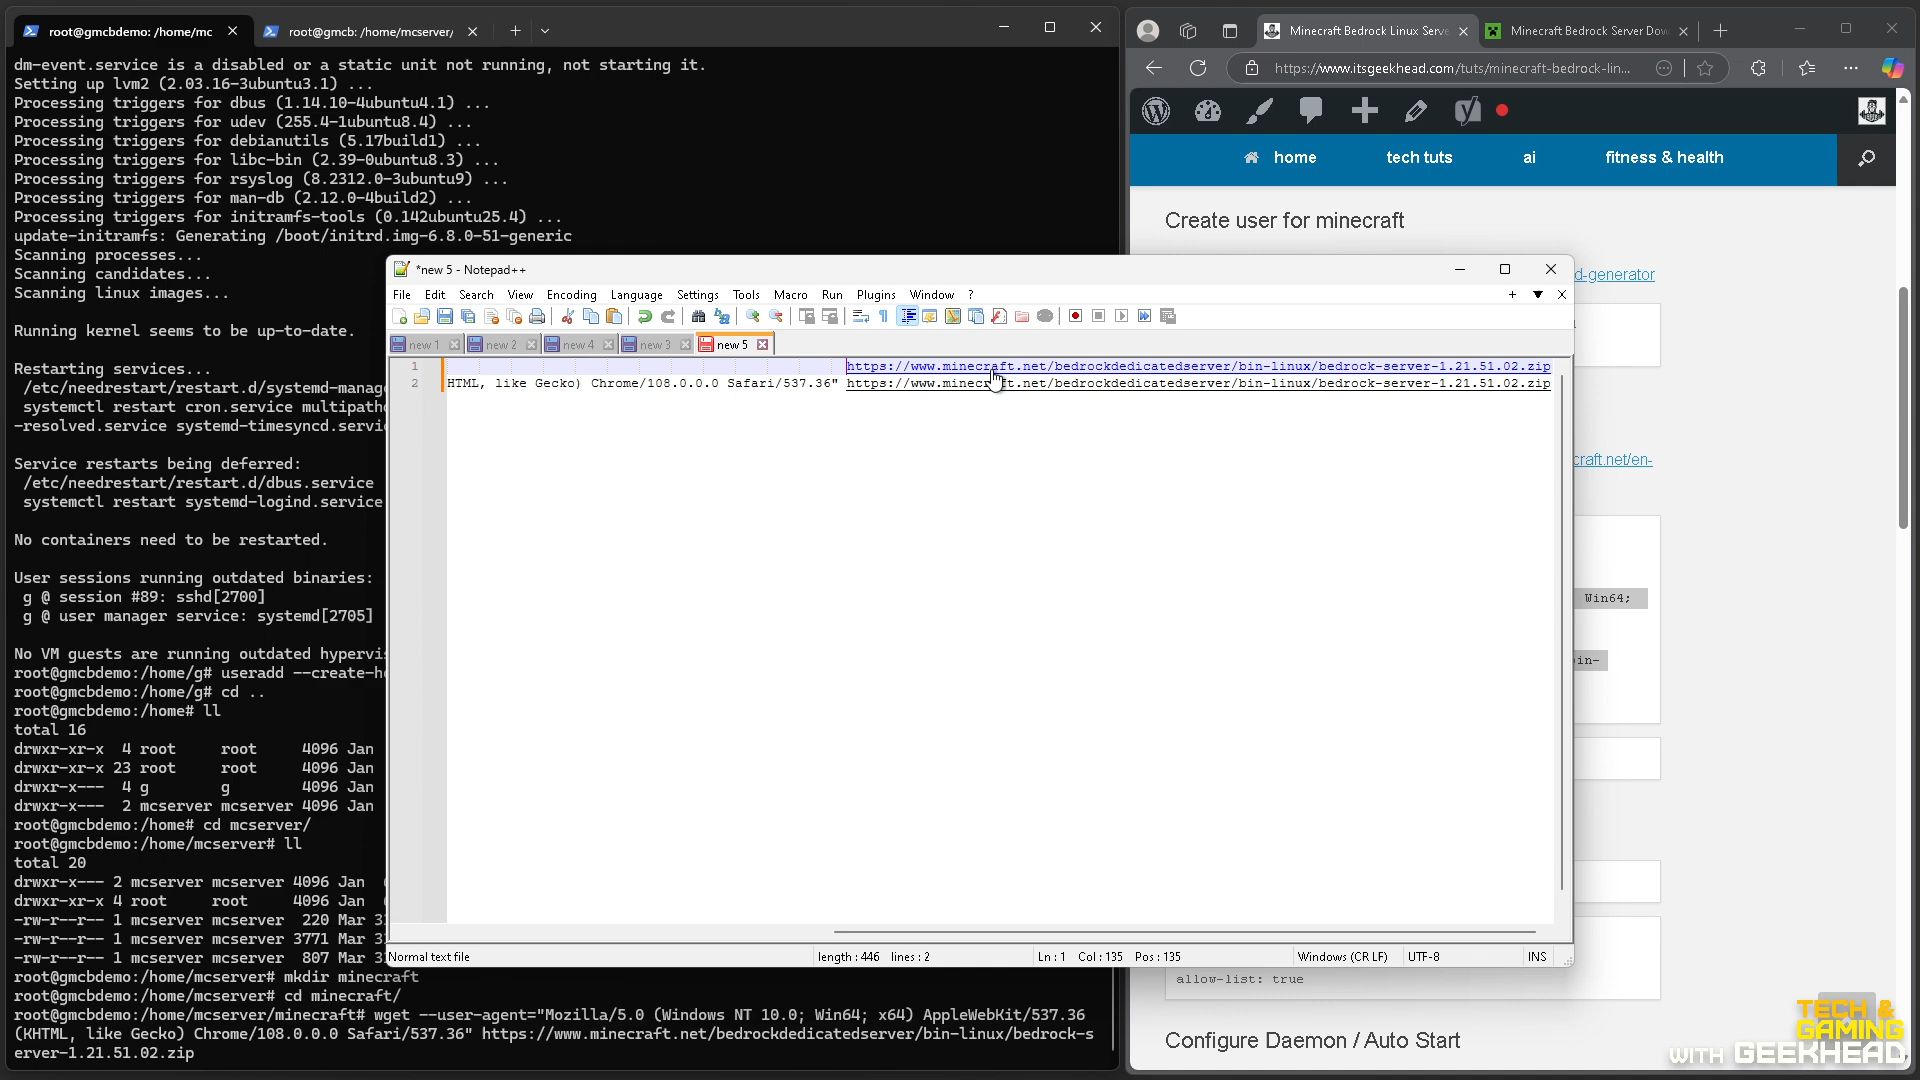 root@gmcbdemo: /home/mc
root@gmcb: /home/mcserver/
dm-event.service is a disabled or a static unit not running, not starting it.
Setting up lvm2 (2.03.16-3ubuntu3.1) ...
Processing triggers for dbus (1.14.10-4ubuntu4.1) ...
Processing triggers for udev (255.4-1ubuntu8.4) ...
Processing triggers for debianutils (5.17build1) ...
Processing triggers for libc-bin (2.39-0ubuntu8.3) ...
Processing triggers for rsyslog (8.2312.0-3ubuntu9) ...
Processing triggers for man-db (2.12.0-4build2) ...
Processing triggers for initramfs-tools (0.142ubuntu25.4) ...
update-initramfs: Generating /boot/initrd.img-6.8.0-51-generic
Scanning processes...
Scanning candidates...
Scanning linux images...
Running kernel seems to be up-to-date.
Restarting services...
/etc/needrestart/restart.d/systemd-manage
systemctl restart cron.service multipath
-resolved.service systemd-timesyncd.servi
Service restarts being deferred:
/etc/needrestart/restart.d/dbus.service
systemctl restart systemd-logind.service
No containers need to be restarted.
User sessions running outdated binaries:
g @ session #89: sshd[2700]
g @ user manager service: systemd[2705]
No VM guests are running outdated hypervis
root@gmcbdemo:/home/g# useradd --create-h
root@gmcbdemo:/home/g# cd ..
root@gmcbdemo:/home# ll
total 16
drwxr-xr-x 4 root root 4096 Jan
drwxr-xr-x 23 root root 4096 Jan
drwxr-x--- 4 g g 4096 Jan
drwxr-x--- 2 mcserver mcserver 4096 Jan
root@gmcbdemo:/home# cd mcserver/
root@gmcbdemo:/home/mcserver# ll
total 20
drwxr-x--- 2 mcserver mcserver 4096 Jan
drwxr-xr-x 4 root root 4096 Jan
-rw-r--r-- 1 mcserver mcserver 220 Mar 3
-rw-r--r-- 1 mcserver mcserver 3771 Mar 3
-rw-r--r-- 1 mcserver mcserver 807 Mar 3
root@gmcbdemo:/home/mcserver# mkdir minecraft
root@gmcbdemo:/home/mcserver# cd minecraft/
root@gmcbdemo:/home/mcserver/minecraft# wget --user-agent="Mozilla/5.0 (Windows NT 10.0; Win64; x64) AppleWebKit/537.36
(KHTML, like Gecko) Chrome/108.0.0.0 Safari/537.36" https://www.minecraft.net/bedrockdedicatedserver/bin-linux/bedrock-s
erver-1.21.51.02.zip
*new 5 - Notepad++
File Edit Search View Encoding Language Settings Tools Macro Run Plugins Window ?
new 1 new 2 new 4 new 3 new 5
1 https://www.minecraft.net/bedrockdedicatedserver/bin-linux/bedrock-server-1.21.51.02.zip
2 HTML, like Gecko) Chrome/108.0.0.0 Safari/537.36" https://www.minecraft.net/bedrockdedicatedserver/bin-linux/bedrock-server-1.21.51.02.zip
Normal text file length : 446 lines : 2 Ln : 1 Col : 135 Pos : 135 Windows (CR LF) UTF-8 INS
Minecraft Bedrock Linux Serve
Minecraft Bedrock Server Dow
https://www.itsgeekhead.com/tuts/minecraft-bedrock-lin...
home tech tuts ai fitness & health
Create user for minecraft
d-generator
craft.net/en-
Win64;
in-
allow-list: true
Configure Daemon / Auto Start
TECH &
GAMING
WITH GEEKHEAD